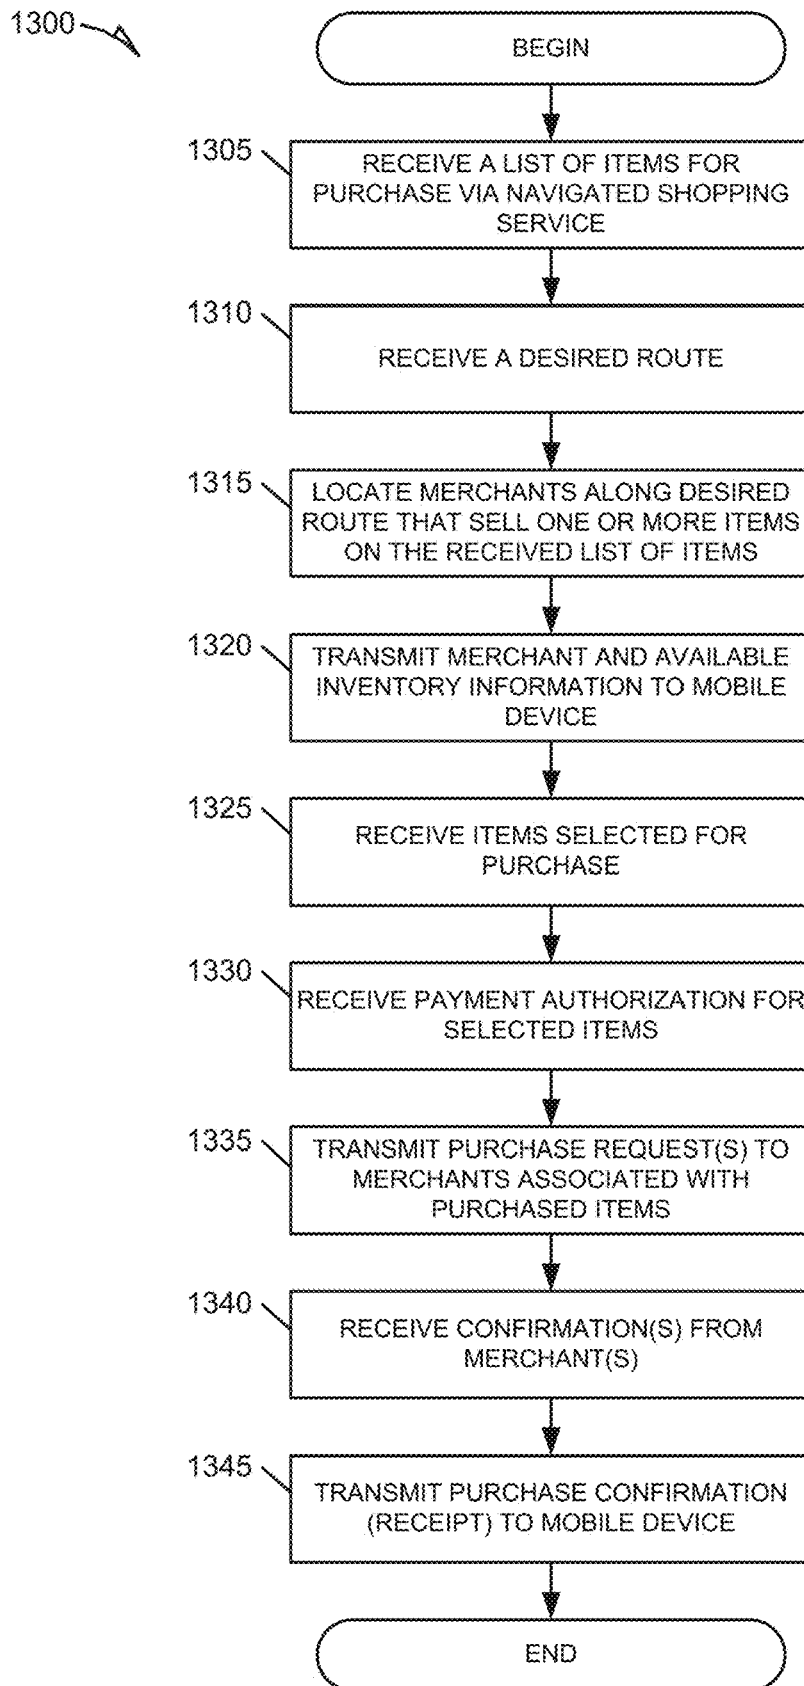 1300
BEGIN
1305
RECEIVE A LIST OF ITEMS FOR
PURCHASE VIA NAVIGATED SHOPPING
SERVICE
1310
RECEIVE A DESIRED ROUTE
1315
LOCATE MERCHANTS ALONG DESIRED
ROUTE THAT SELL ONE OR MORE ITEMS
ON THE RECEIVED LIST OF ITEMS
1320
TRANSMIT MERCHANT AND AVAILABLE
INVENTORY INFORMATION TO MOBILE
DEVICE
1325
RECEIVE ITEMS SELECTED FOR
PURCHASE
1330
RECEIVE PAYMENT AUTHORIZATION FOR
SELECTED ITEMS
1335
TRANSMIT PURCHASE REQUEST(S) TO
MERCHANTS ASSOCIATED WITH
PURCHASED ITEMS
1340
RECEIVE CONFIRMATION(S) FROM
MERCHANT(S)
1345
TRANSMIT PURCHASE CONFIRMATION
(RECEIPT) TO MOBILE DEVICE
END